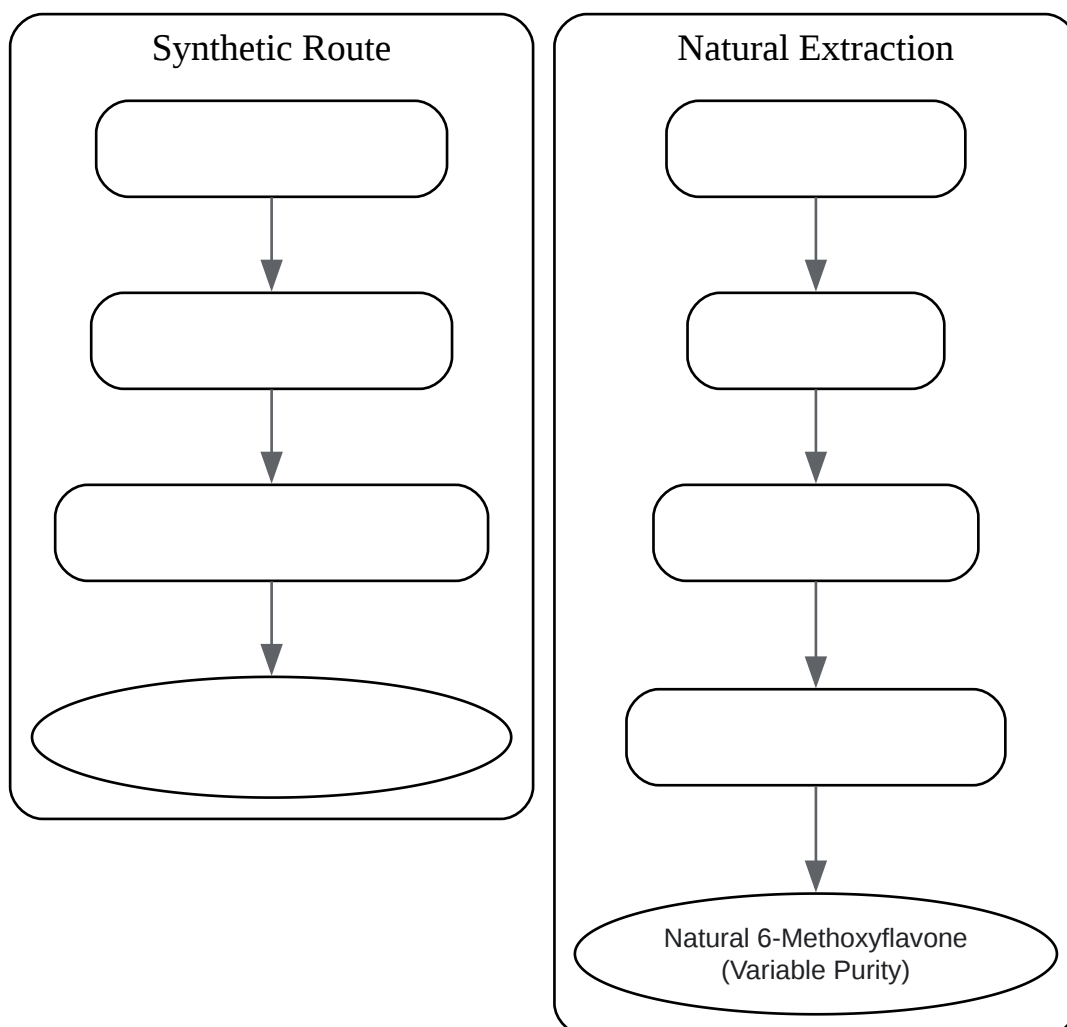 Synthetic Route
Natural Extraction
Natural 6-Methoxyflavone
(Variable Purity)